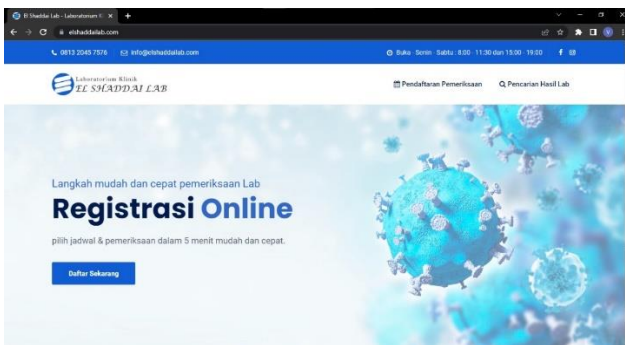 El Shaddai Lab - Laboratorium K
elshaddailab.com
0813 2045 7576
info@elshaddailab.com
Buka : Senin - Sabtu : 8:00 - 11:30 dan 15:00 - 19:00
Laboratorium Klinik
EL SHADDAI LAB
Pendaftaran Pemeriksaan
Pencarian Hasil Lab
Langkah mudah dan cepat pemeriksaan Lab
Registrasi Online
pilih jadwal & pemeriksaan dalam 5 menit mudah dan cepat.
Daftar Sekarang